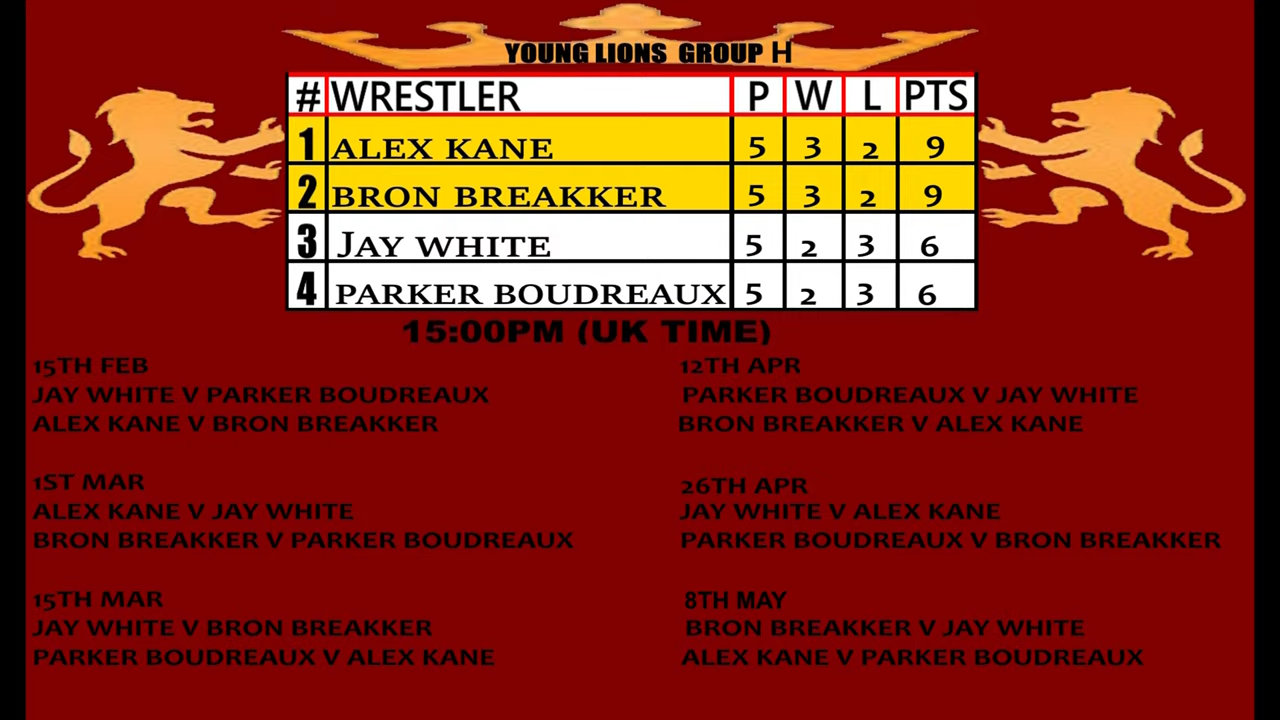 YOUNG LIONS GROUP H
# WRESTLER P W L PTS
1 ALEX KANE 5 3 2 9
2 BRON BREAKKER 5 3 2 9
3 JAY WHITE 5 2 3 6
4 PARKER BOUDREAUX 5 2 3 6
15:00PM (UK TIME)
15TH FEB
JAY WHITE V PARKER BOUDREAUX
ALEX KANE V BRON BREAKKER
1ST MAR
ALEX KANE V JAY WHITE
BRON BREAKKER V PARKER BOUDREAUX
15TH MAR
JAY WHITE V BRON BREAKKER
PARKER BOUDREAUX V ALEX KANE
12TH APR
PARKER BOUDREAUX V JAY WHITE
BRON BREAKKER V ALEX KANE
26TH APR
JAY WHITE V ALEX KANE
PARKER BOUDREAUX V BRON BREAKKER
8TH MAY
BRON BREAKKER V JAY WHITE
ALEX KANE V PARKER BOUDREAUX